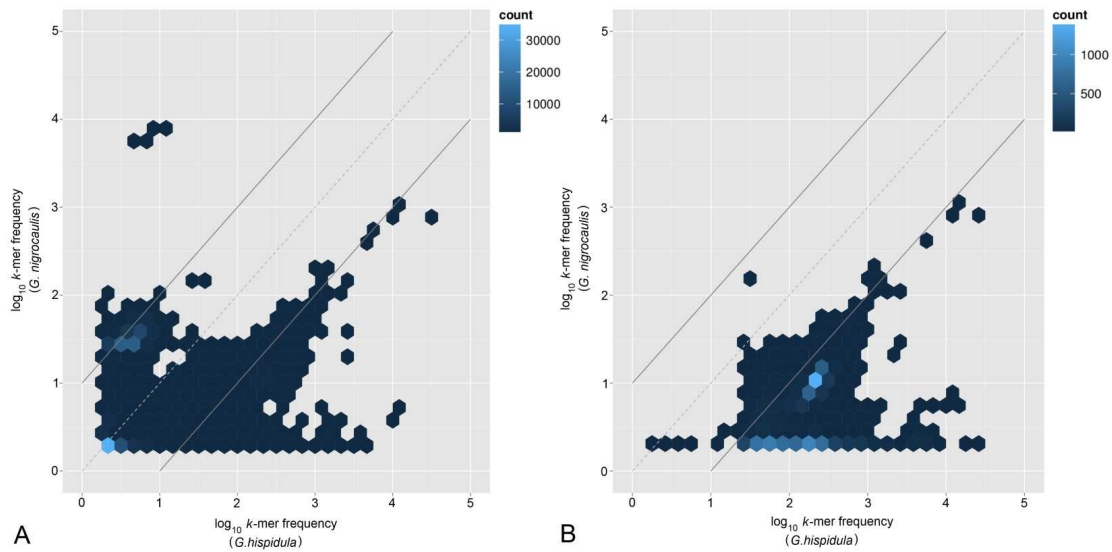 count
30000
20000
10000
5
4
3
2
1
0
0 1 2 3 4 5
log10 k-mer frequency
(G. nigrocaulis)
log10 k-mer frequency
(G.hispidula)
A
count
1000
500
5
4
3
2
1
0
0 1 2 3 4 5
log10 k-mer frequency
(G. nigrocaulis)
log10 k-mer frequency
(G.hispidula)
B